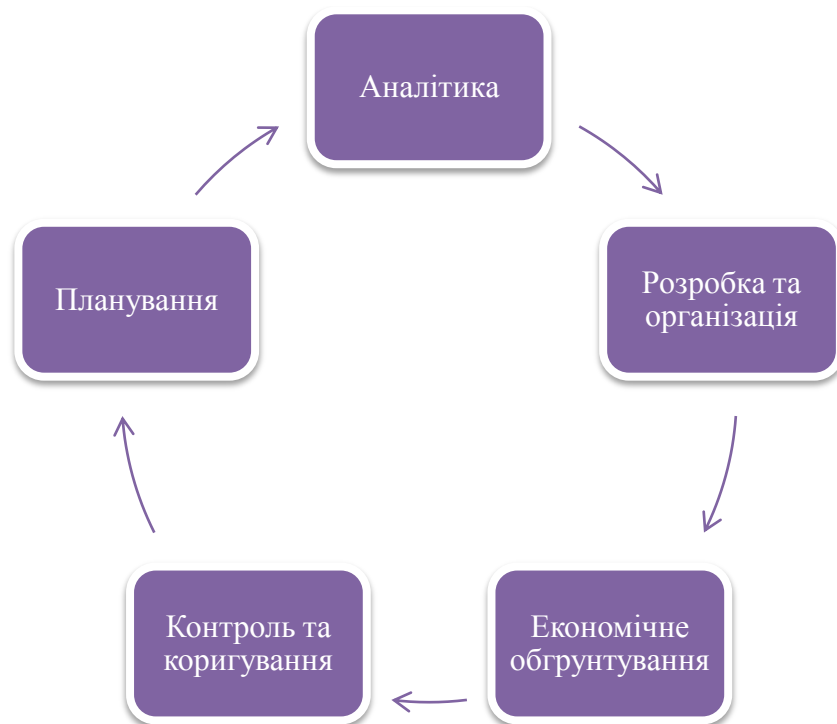 Аналітика
Розробка та
організація
Економічне
обгрунтування
Контроль та
коригування
Планування